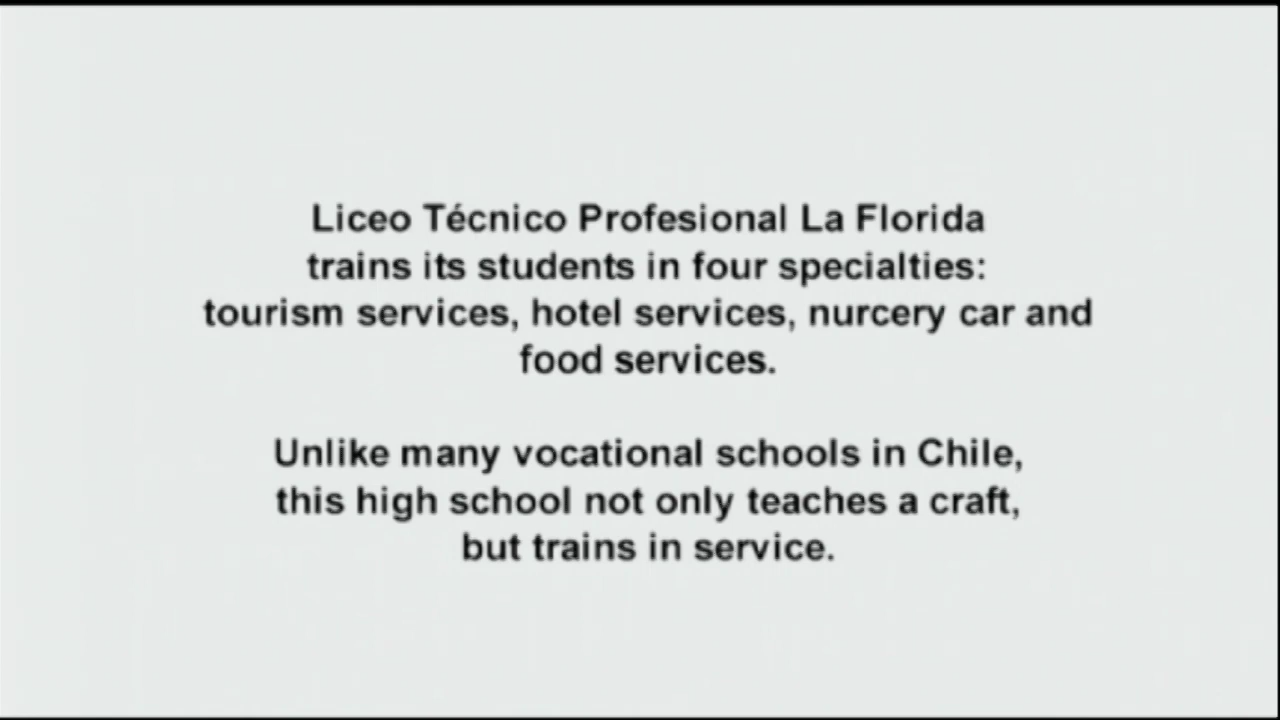 Liceo Técnico Profesional La Florida
trains its students in four specialties:
tourism services, hotel services, nurcery car and
food services.
Unlike many vocational schools in Chile,
this high school not only teaches a craft,
but trains in service.